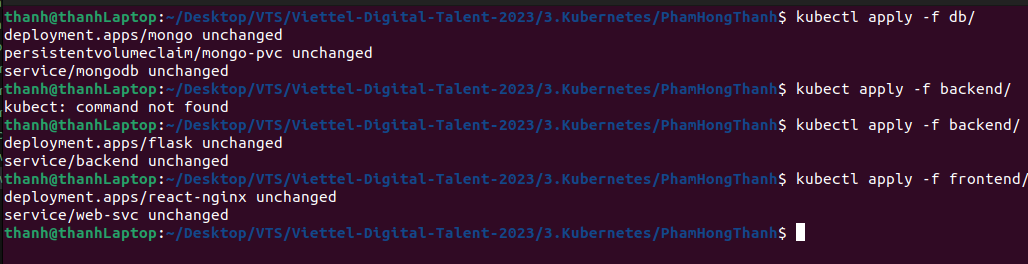 thanh@thanhLaptop:~/Desktop/VTS/Viettel-Digital-Talent-2023/3.Kubernetes/PhamHongThanh$ kubectl apply -f db/
deployment.apps/mongo unchanged
persistentvolumeclaim/mongo-pvc unchanged
service/mongodb unchanged
thanh@thanhLaptop:~/Desktop/VTS/Viettel-Digital-Talent-2023/3.Kubernetes/PhamHongThanh$ kubect apply -f backend/
kubect: command not found
thanh@thanhLaptop:~/Desktop/VTS/Viettel-Digital-Talent-2023/3.Kubernetes/PhamHongThanh$ kubectl apply -f backend/
deployment.apps/flask unchanged
service/backend unchanged
thanh@thanhLaptop:~/Desktop/VTS/Viettel-Digital-Talent-2023/3.Kubernetes/PhamHongThanh$ kubectl apply -f frontend/
deployment.apps/react-nginx unchanged
service/web-svc unchanged
thanh@thanhLaptop:~/Desktop/VTS/Viettel-Digital-Talent-2023/3.Kubernetes/PhamHongThanh$